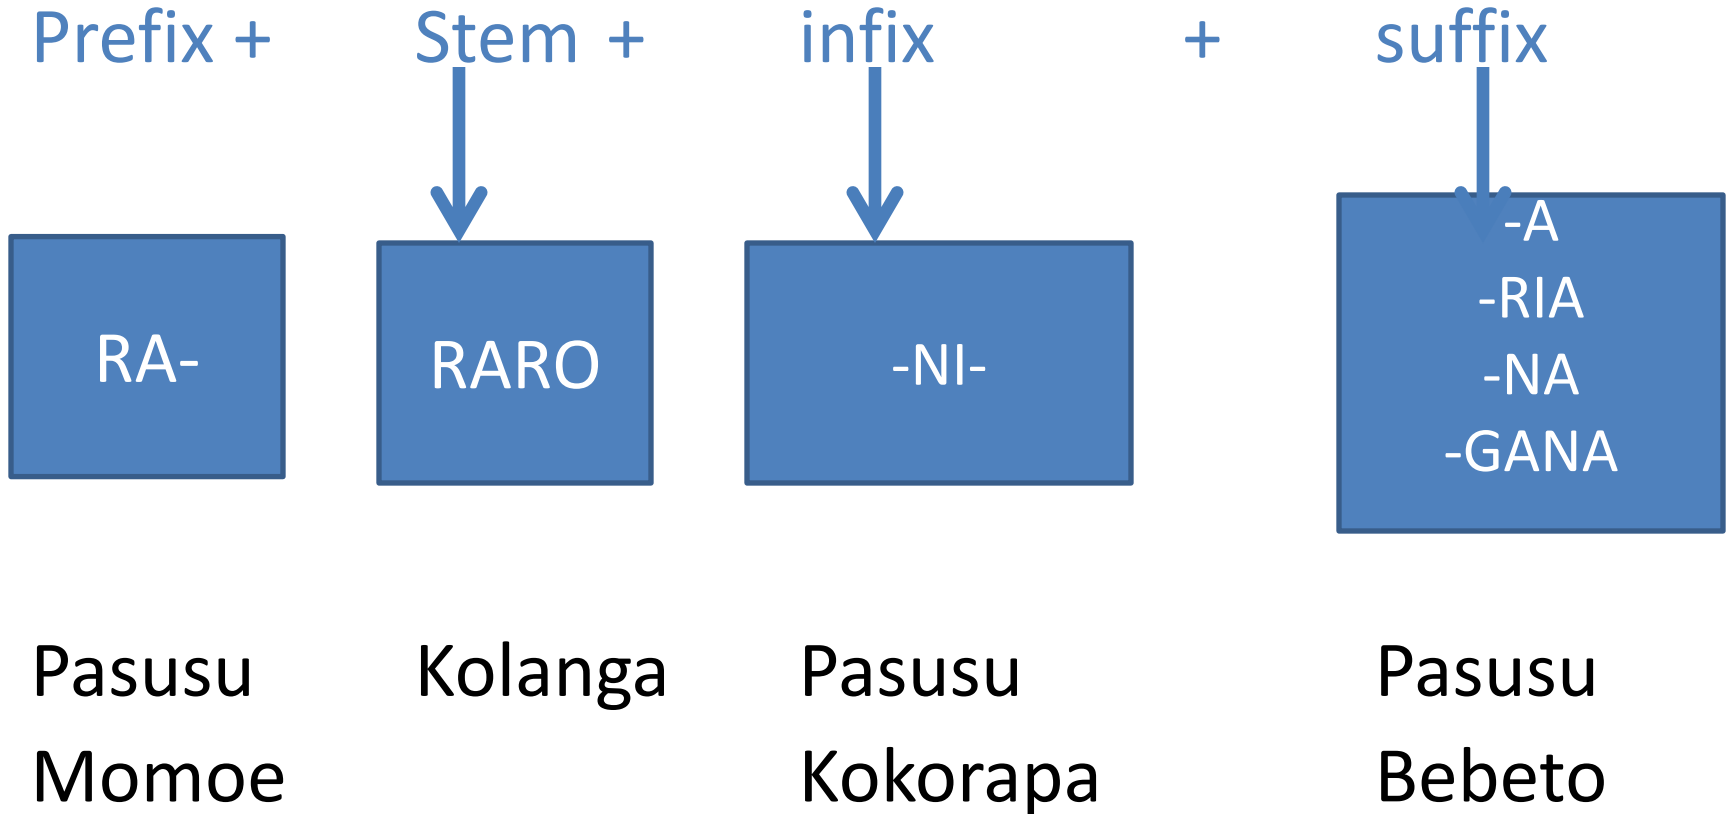 Prefix + Stem + infix + suffix
RA-
RARO
-NI-
-A
-RIA
-NA
-GANA
Pasusu Kolanga Pasusu Pasusu
Momoe Kokorapa Bebeto